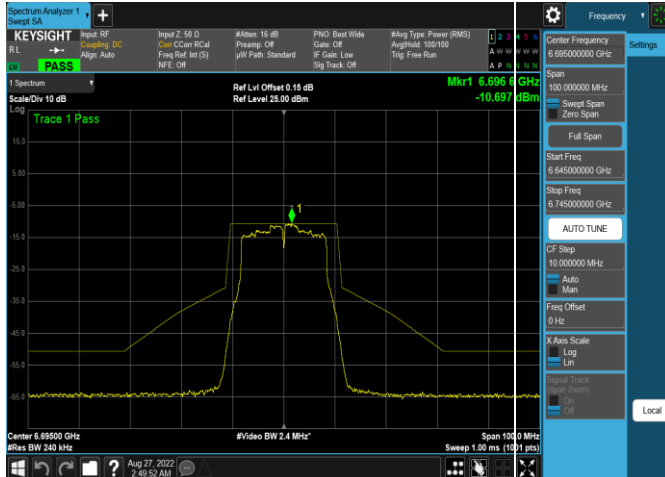 Spectrum Analyzer 1
Swept SA
Frequency
KEYSIGHT
RL
PASS
Input: RF
Coupling: DC
Align: Auto
Input Z: 50 Ω
Corr CCorr RCal
Freq Ref: Int (S)
NFE: Off
#Atten: 16 dB
Preamp: Off
µW Path: Standard
PNO: Best Wide
Gate: Off
IF Gain: Low
Sig Track: Off
#Avg Type: Power (RMS)
Avg|Hold: 100/100
Trig: Free Run
1 2 3 4 5 6
A W W W W W
A P N N N N
1 Spectrum
Scale/Div 10 dB
Ref Lvl Offset 0.15 dB
Ref Level 25.00 dBm
Mkr1 6.696 6 GHz
-10.697 dBm
Log
Trace 1 Pass
15.0
5.00
-5.00
-15.0
-25.0
-35.0
-45.0
-55.0
-65.0
1
Center 6.69500 GHz
#Res BW 240 kHz
#Video BW 2.4 MHz*
Span 100.0 MHz
Sweep 1.00 ms (1001 pts)
?
Aug 27, 2022
2:49:52 AM
Center Frequency
6.695000000 GHz
Settings
Span
100.000000 MHz
Swept Span
Zero Span
Full Span
Start Freq
6.645000000 GHz
Stop Freq
6.745000000 GHz
AUTO TUNE
CF Step
10.000000 MHz
Auto
Man
Freq Offset
0 Hz
X Axis Scale
Log
Lin
Signal Track
(Span Zoom)
On
Off
Local